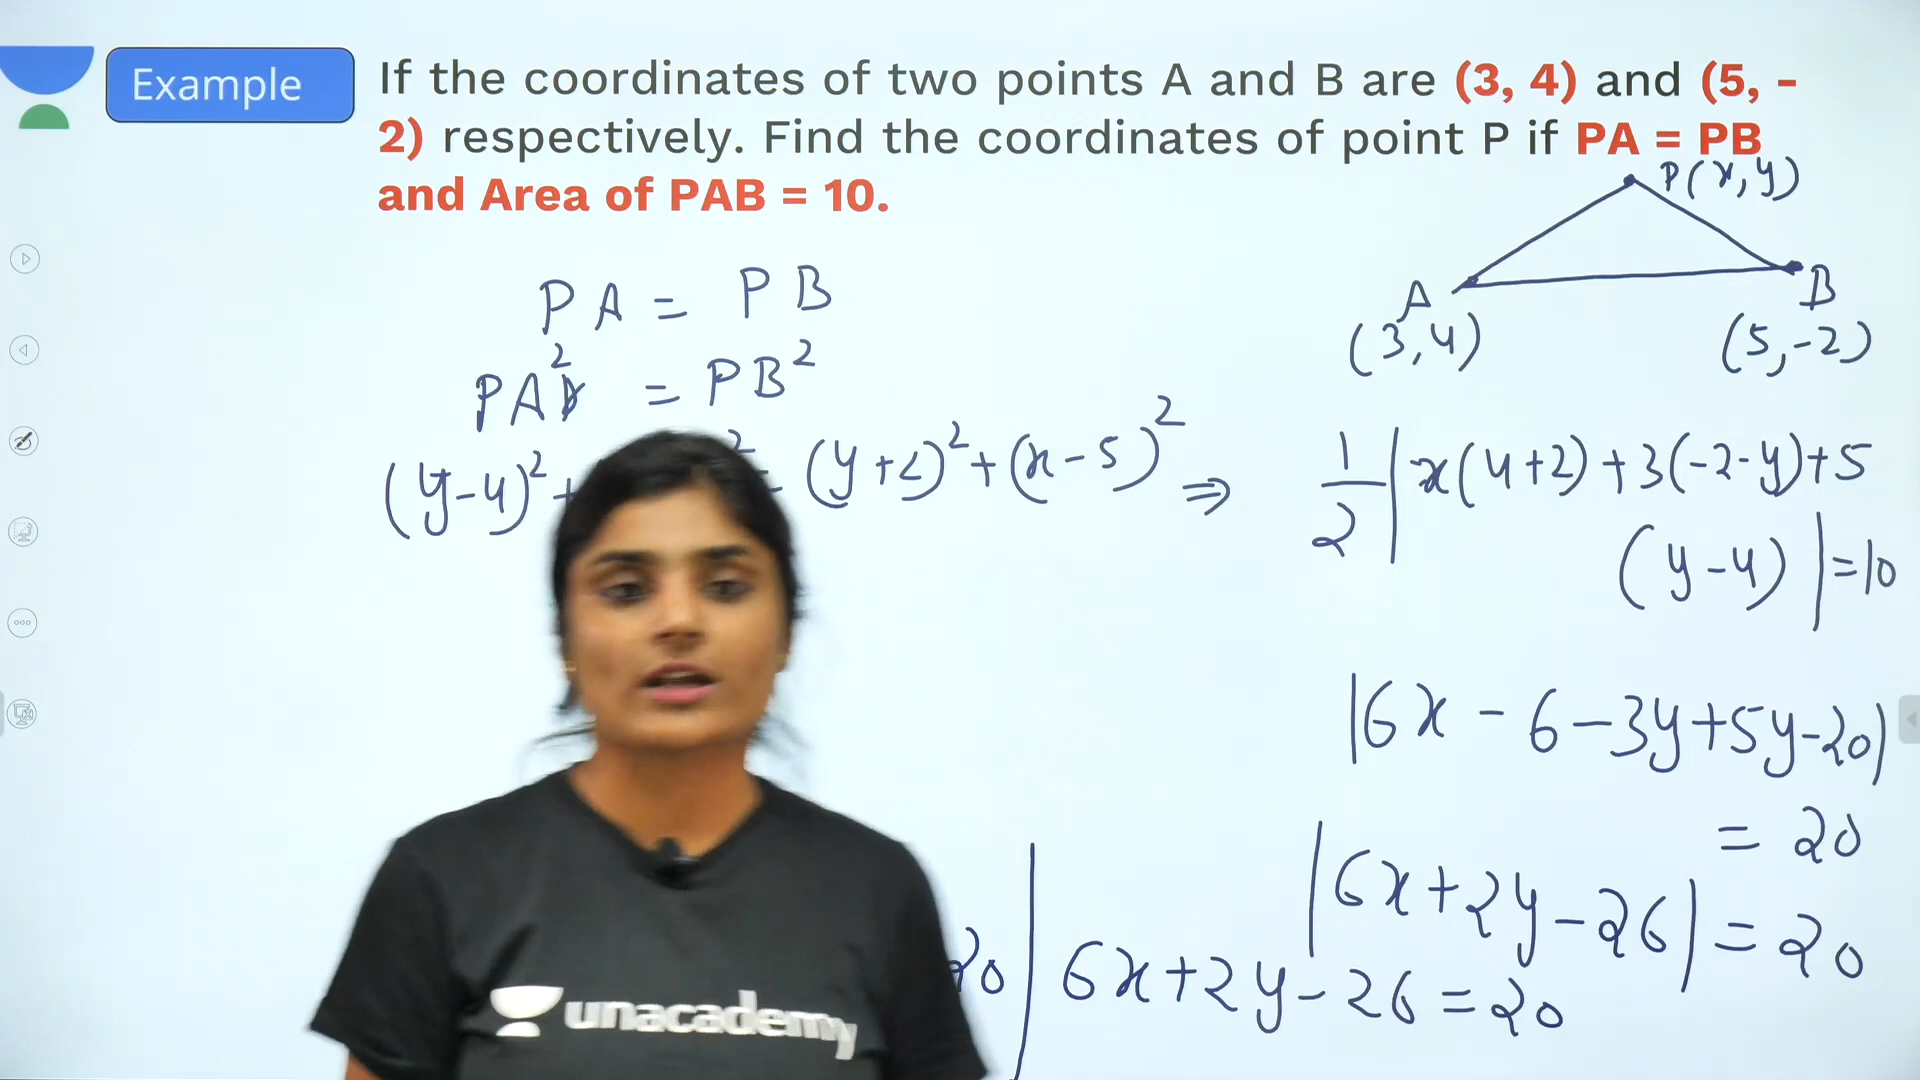 Example
If the coordinates of two points A and B are (3, 4) and (5, -
2) respectively. Find the coordinates of point P if PA = PB
and Area of PAB = 10.
P(x,y)
A
(3,4)
B
(5,-2)
PA = PB
PA² = PB²
(y-4)²+ ² = (y+2)²+(x-5)² ⇒
1/2 |x(4+2)+3(-2-y)+5
(y-4)|=10
|6x - 6-3y+5y-20|
= 20
|6x+2y-26| = 20
20 | 6x+2y-26=20
unacademy